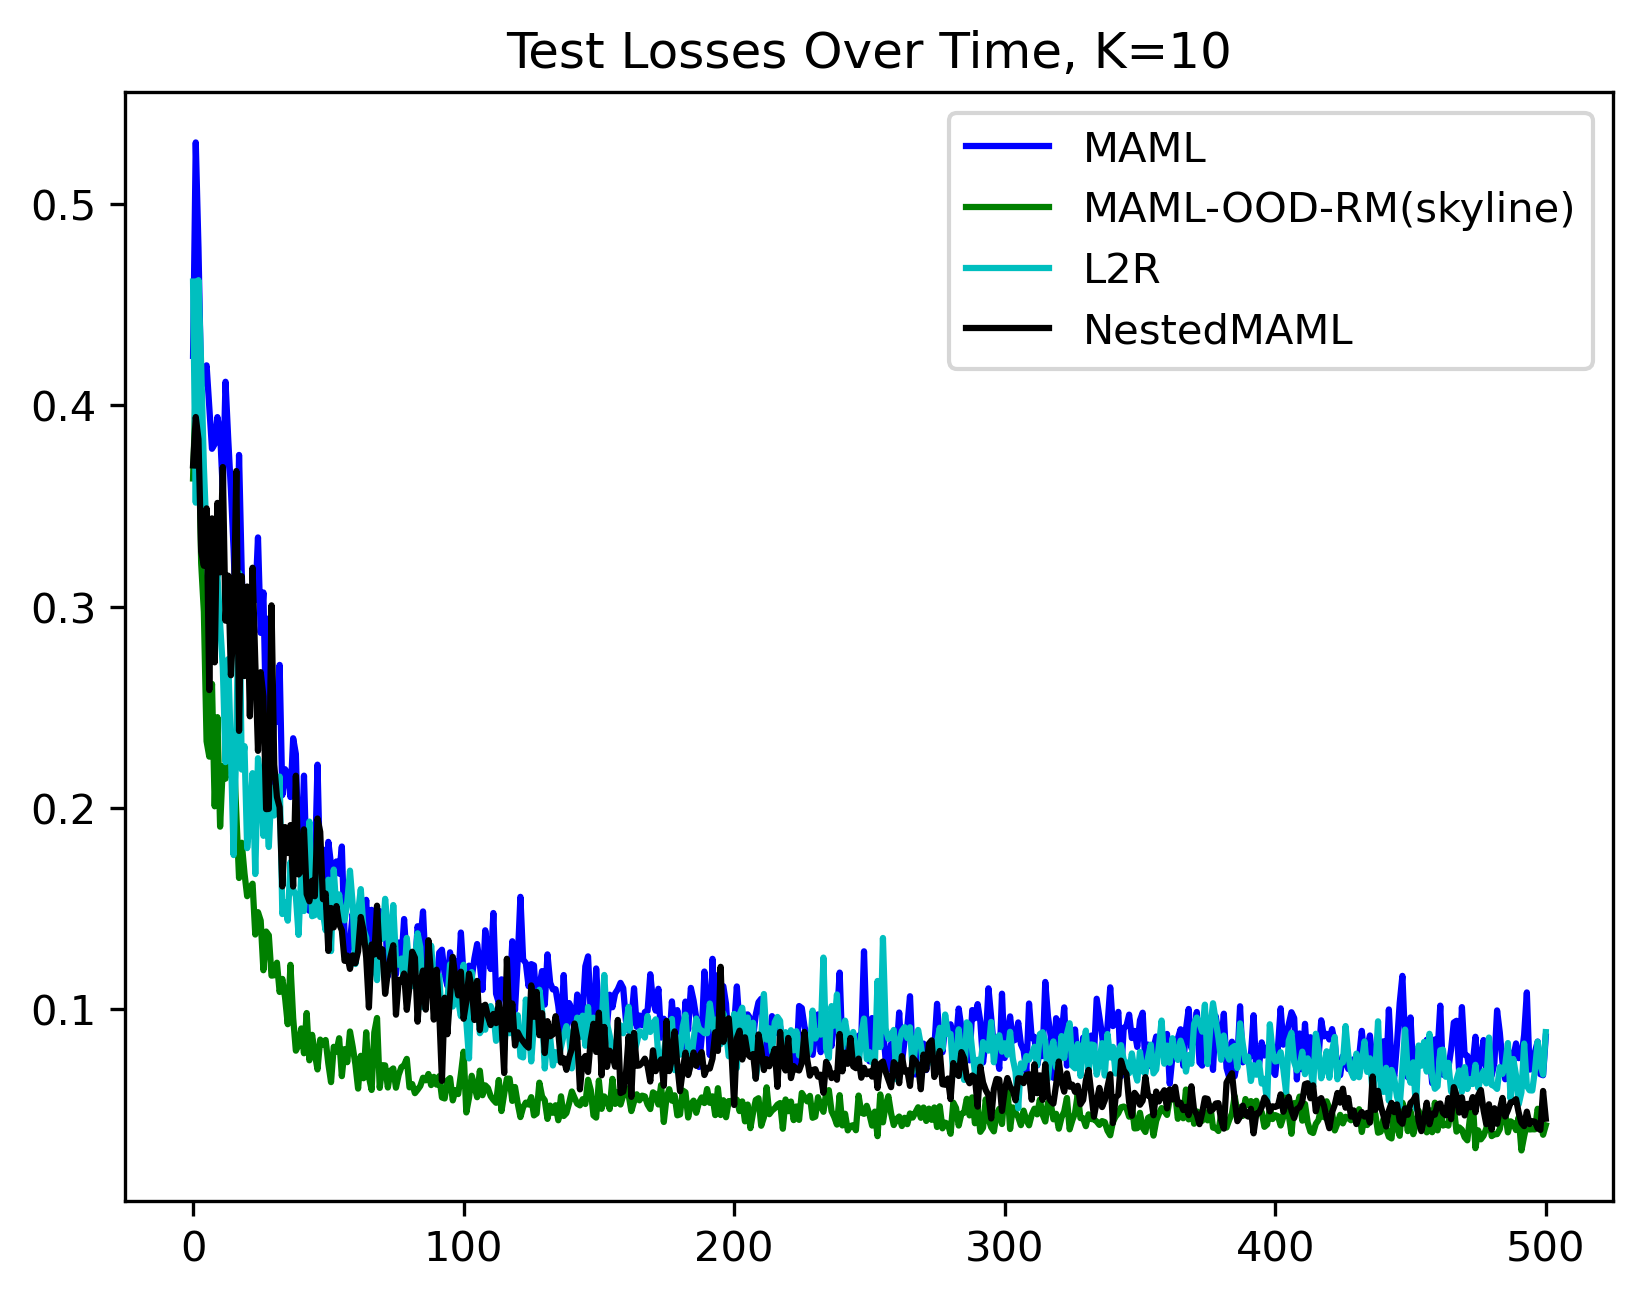 Test Losses Over Time, K=10
MAML
MAML-OOD-RM(skyline)
L2R
NestedMAML
0.5
0.4
0.3
0.2
0.1
0 100 200 300 400 500